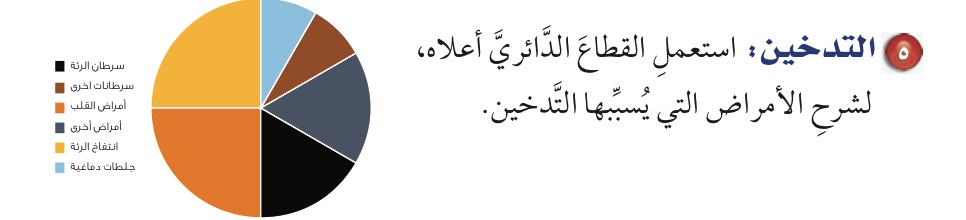 ٥ التدخين: استعملِ القطاعَ الدَّائريَّ أعلاه،
لشرحِ الأمراض التي يُسبِّبها التَّدخين.
سرطان الرئة
سرطانات اخرى
أمراض القلب
أمراض أخرى
انتفاخ الرئة
جلطات دماغية